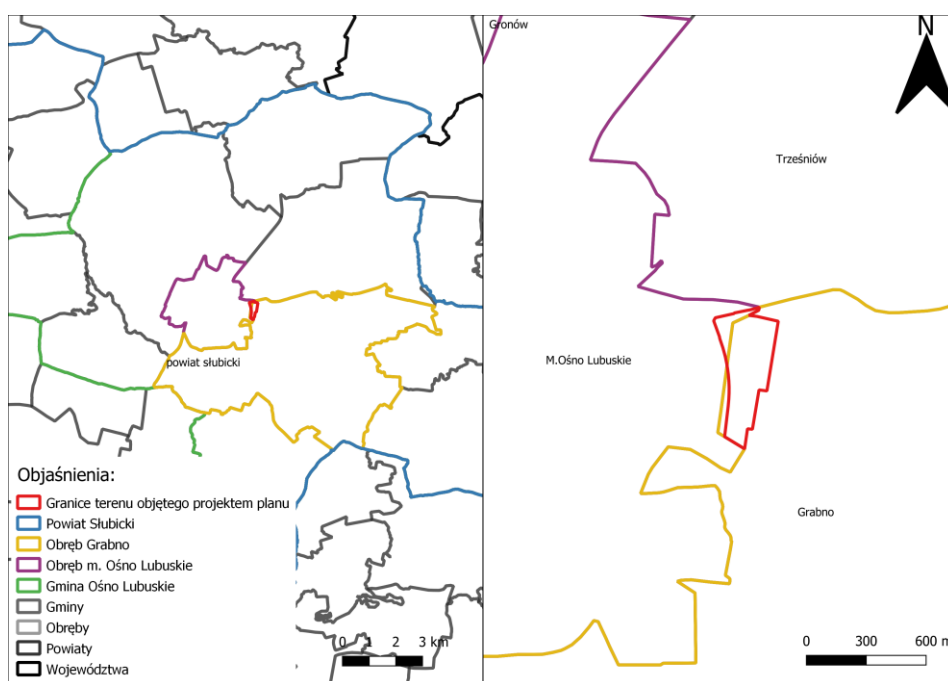 powiat słubicki
Objaśnienia:
Granice terenu objętego projektem planu
Powiat Słubicki
Obręb Grabno
Obręb m. Ośno Lubuskie
Gmina Ośno Lubuskie
Gminy
Obręby
Powiaty
Województwa
0 1 2 3 km
Gronów
N
Trześniów
M.Ośno Lubuskie
Grabno
0 300 600 m